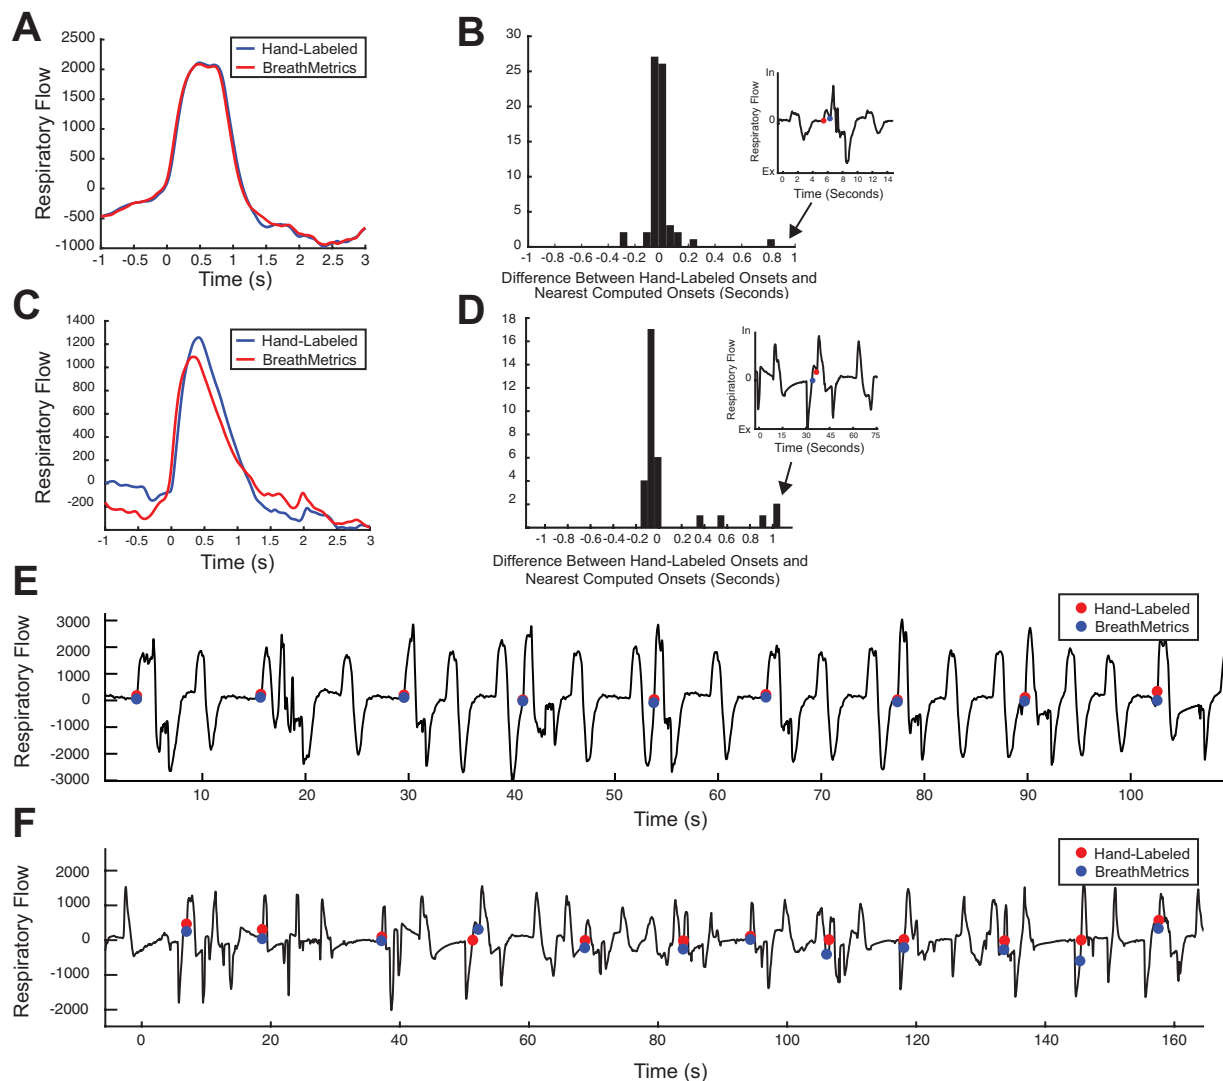 A
Respiratory Flow
2500
2000
1500
1000
500
0
-500
-1000
Hand-Labeled
BreathMetrics
-1 -0.5 0 0.5 1 1.5 2 2.5 3
Time (s)
B
30
25
20
15
10
5
0
-1 -0.8 -0.6 -0.4 -0.2 0 0.2 0.4 0.6 0.8 1
Difference Between Hand-Labeled Onsets and
Nearest Computed Onsets (Seconds)
In
0
Ex
Respiratory Flow
0 2 4 6 8 10 12 14
Time (Seconds)
C
Respiratory Flow
1400
1200
1000
800
600
400
200
0
-200
Hand-Labeled
BreathMetrics
-1 -0.5 0 0.5 1 1.5 2 2.5 3
Time (s)
D
18
16
14
12
10
8
6
4
2
-1 -0.8 -0.6 -0.4 -0.2 0 0.2 0.4 0.6 0.8 1
Difference Between Hand-Labeled Onsets and
Nearest Computed Onsets (Seconds)
In
0
Ex
Respiratory Flow
0 15 30 45 60 75
Time (Seconds)
E
Respiratory Flow
3000
2000
1000
0
-1000
-2000
-3000
Hand-Labeled
BreathMetrics
10 20 30 40 50 60 70 80 90 100
Time (s)
F
Respiratory Flow
2000
1000
0
-1000
-2000
Hand-Labeled
BreathMetrics
0 20 40 60 80 100 120 140 160
Time (s)